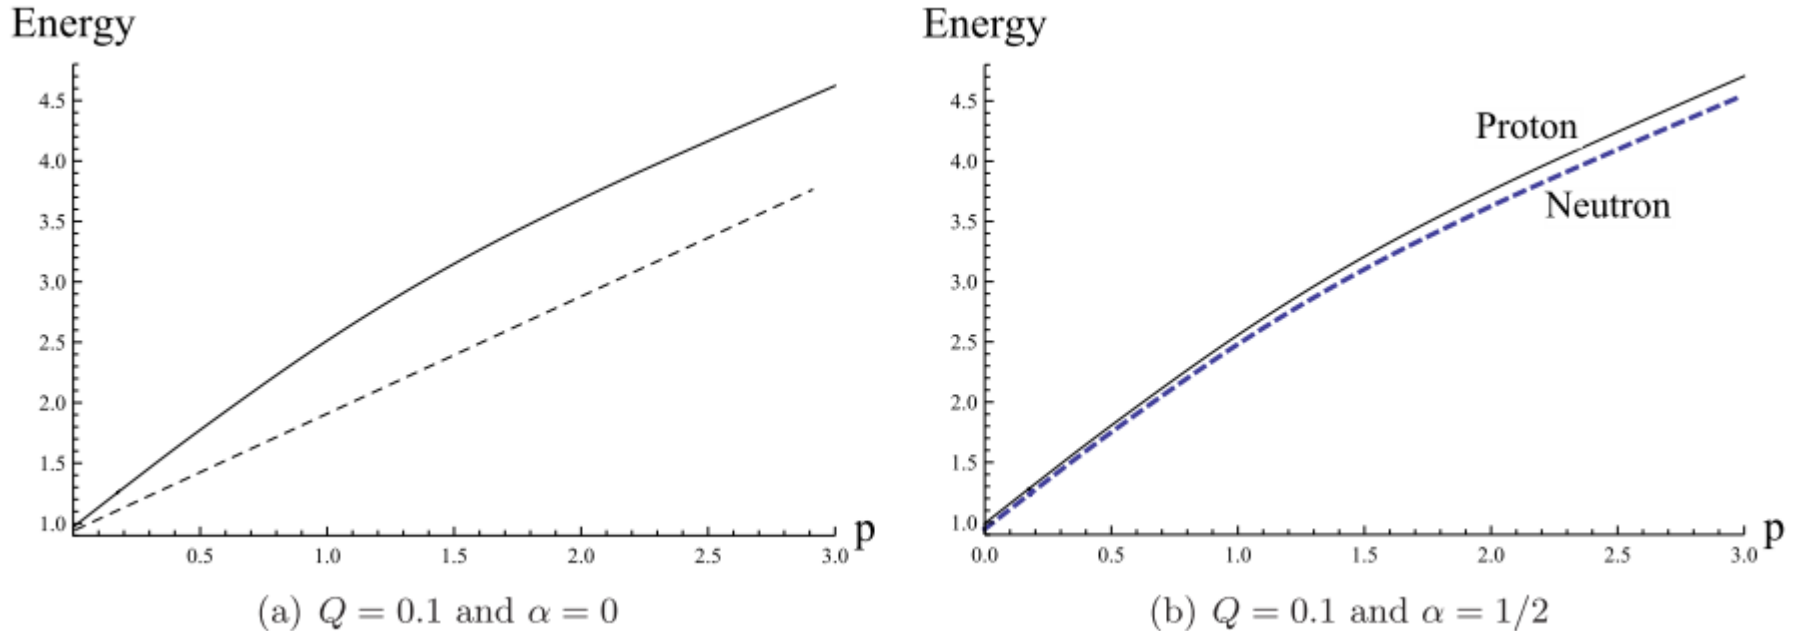 Energy
4.5
4.0
3.5
3.0
2.5
2.0
1.5
1.0
0.5 1.0 1.5 2.0 2.5 3.0
p
(a) Q = 0.1 and α = 0
Energy
4.5
4.0
3.5
3.0
2.5
2.0
1.5
1.0
Proton
Neutron
0.0 0.5 1.0 1.5 2.0 2.5 3.0
p
(b) Q = 0.1 and α = 1/2